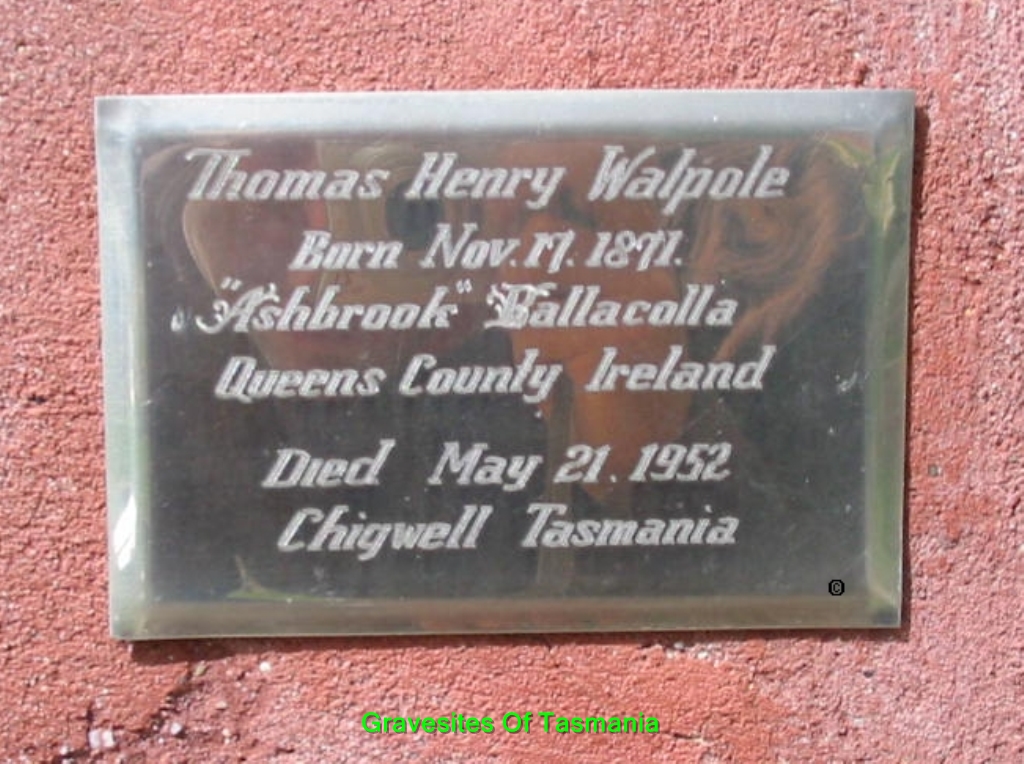 Thomas Henry Walpole
Born Nov. 17. 1871.
"Ashbrook" Ballacolla
Queens County Ireland
Died May 21. 1952
Chigwell Tasmania
©
Gravesites Of Tasmania